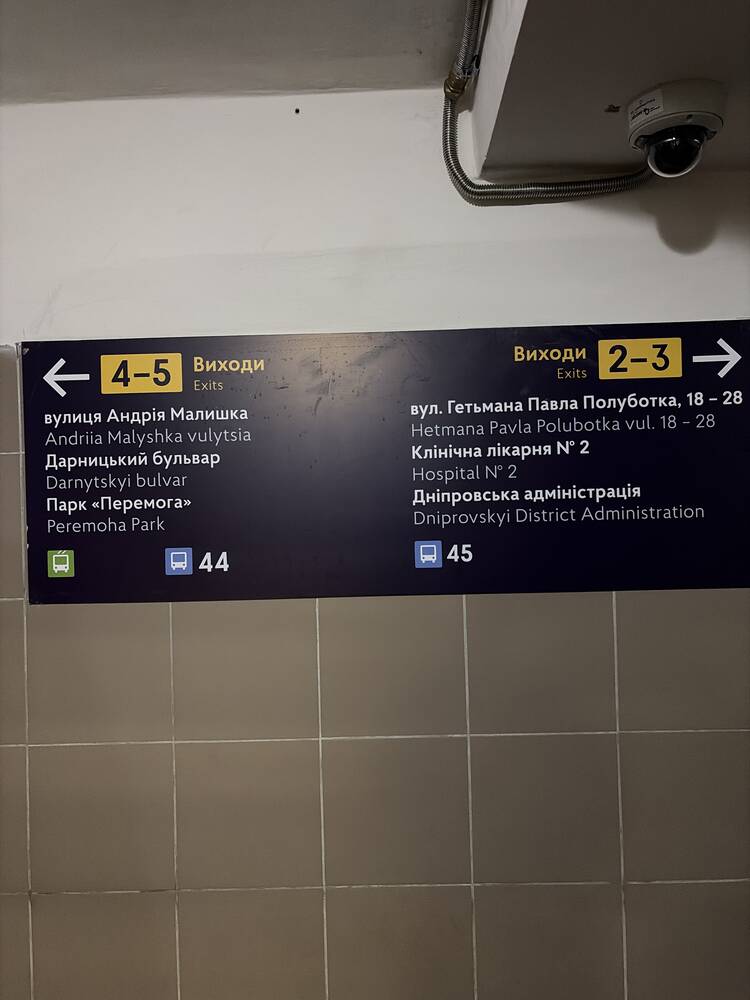 4–5 Виходи
Exits
вулиця Андрія Малишка
Andriia Malyshka vulytsia
Дарницький бульвар
Darnytskyi bulvar
Парк «Перемога»
Peremoha Park
44
Виходи 2–3
Exits
вул. Гетьмана Павла Полуботка, 18 – 28
Hetmana Pavla Polubotka vul. 18 – 28
Клінічна лікарня № 2
Hospital № 2
Дніпровська адміністрація
Dniprovskyi District Administration
45